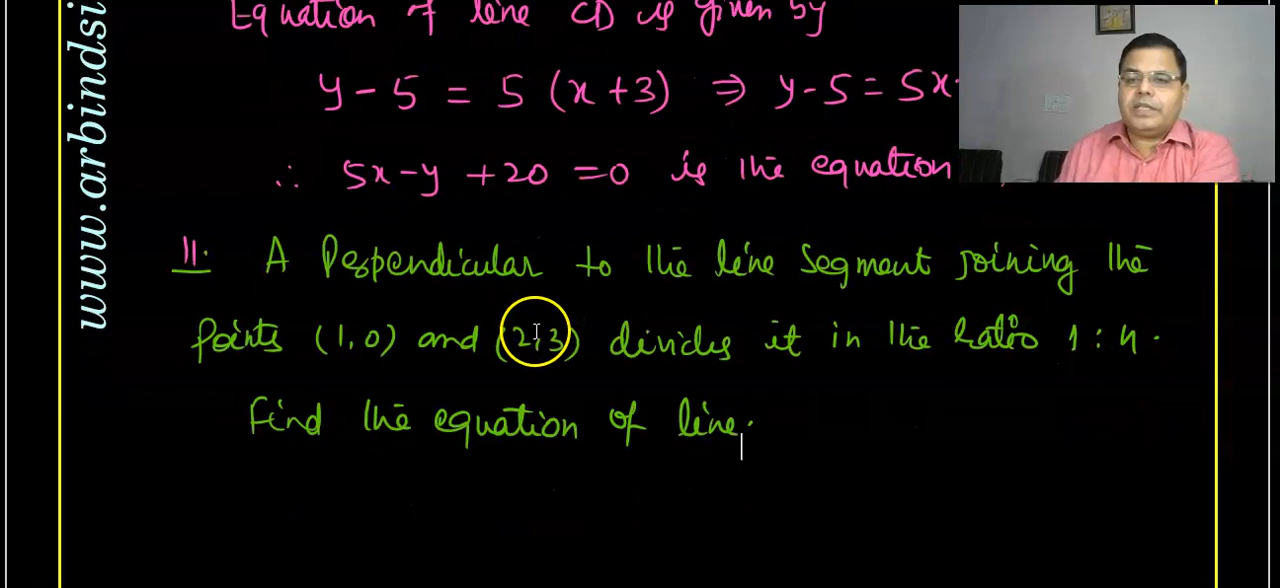 www.arbindsi
Equation of line CD is given by
y - 5 = 5 (x + 3) ⇒ y - 5 = 5x
∴ 5x - y + 20 = 0 is the equation
11. A Perpendicular to the line segment joining the
points (1, 0) and (2, 3) divides it in the ratio 1 : n.
Find the equation of line.